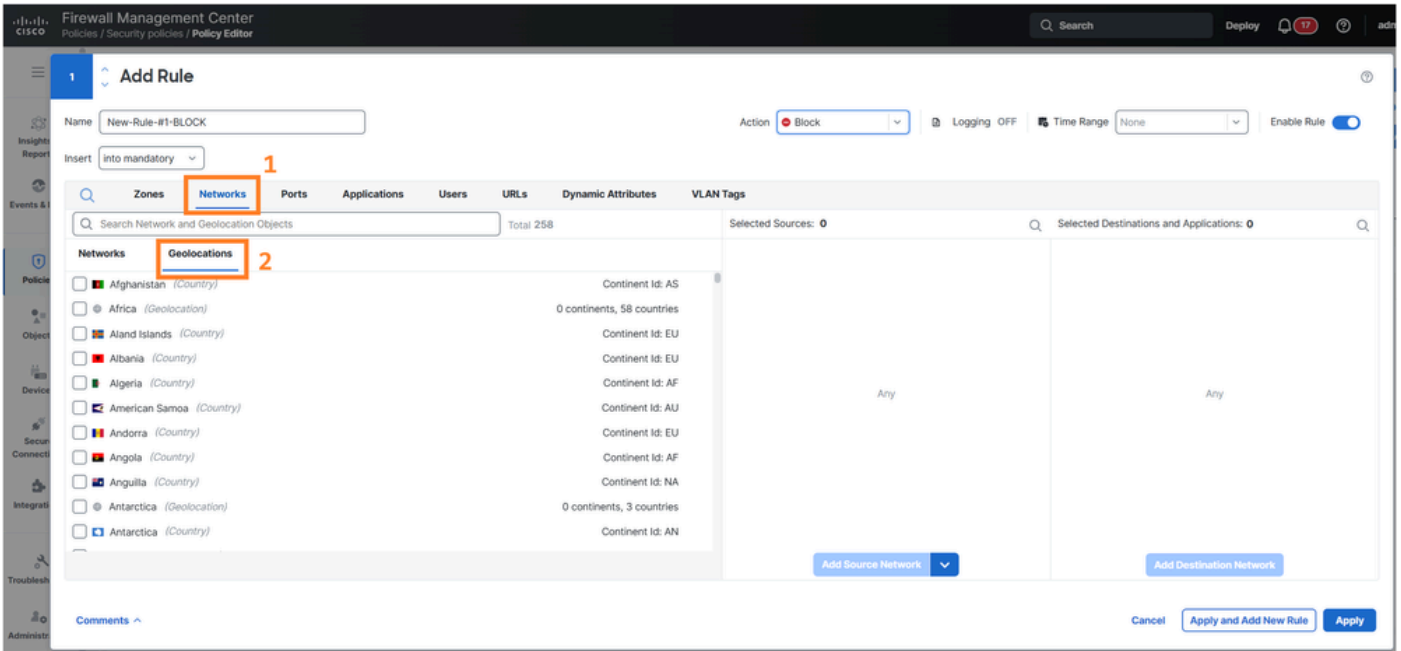 CISCO
Firewall Management Center
Policies / Security policies / Policy Editor
Search
Deploy
17
1
Add Rule
Name
New-Rule-#1-BLOCK
Action
Block
Logging OFF
Time Range
None
Enable Rule
Insert
into mandatory
1
Zones
Networks
Ports
Applications
Users
URLs
Dynamic Attributes
VLAN Tags
Search Network and Geolocation Objects
Total 258
Selected Sources: 0
Selected Destinations and Applications: 0
Networks
Geolocations
2
Afghanistan (Country) Continent Id: AS
Africa (Geolocation) 0 continents, 58 countries
Aland Islands (Country) Continent Id: EU
Albania (Country) Continent Id: EU
Algeria (Country) Continent Id: AF
American Samoa (Country) Continent Id: AU
Andorra (Country) Continent Id: EU
Angola (Country) Continent Id: AF
Anguilla (Country) Continent Id: NA
Antarctica (Geolocation) 0 continents, 3 countries
Antarctica (Country) Continent Id: AN
Any
Any
Add Source Network
Add Destination Network
Comments
Cancel
Apply and Add New Rule
Apply